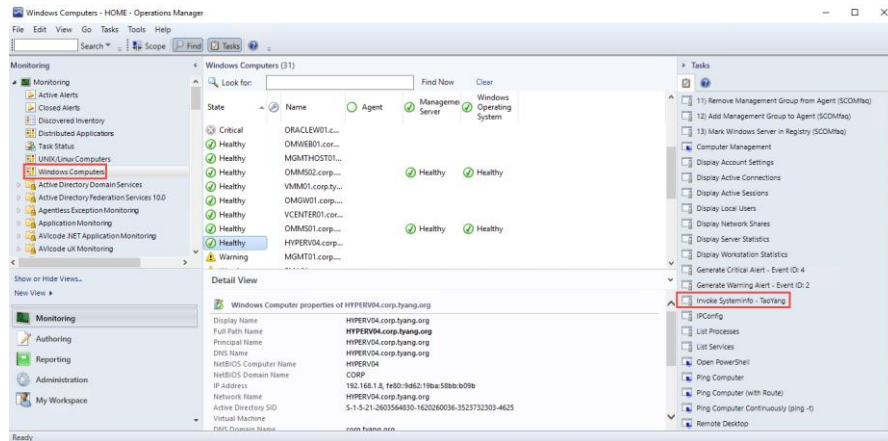 Windows Computers - HOME - Operations Manager
File Edit View Go Tasks Tools Help
Search Scope Find Tasks
Monitoring
Monitoring
Active Alerts
Closed Alerts
Discovered Inventory
Distributed Applications
Task Status
UNIX/Linux Computers
Windows Computers
Active Directory Domain Services
Active Directory Federation Services 10.0
Agentless Exception Monitoring
Application Monitoring
AVIcode .NET Application Monitoring
AVIcode uX Monitoring
Show or Hide Views...
New View
Monitoring
Authoring
Reporting
Administration
My Workspace
Ready
Windows Computers (31)
Look for: Find Now Clear
State Name Agent Manageme Server Windows Operating System
Critical ORACLEW01.c...
Healthy OMWEB01.cor...
Healthy MGMTHOST01...
Healthy OMMS02.corp.... Healthy Healthy
Healthy VMM01.corp.ty...
Healthy OMGW01.corp....
Healthy VCENTER01.cor...
Healthy OMMS01.corp.... Healthy Healthy
Healthy HYPERV04.corp...
Warning MGMT01.corp....
Detail View
Windows Computer properties of HYPERV04.corp.tyang.org
Display Name HYPERV04.corp.tyang.org
Full Path Name HYPERV04.corp.tyang.org
Principal Name HYPERV04.corp.tyang.org
DNS Name HYPERV04.corp.tyang.org
NetBIOS Computer Name HYPERV04
NetBIOS Domain Name CORP
IP Address 192.168.1.8, fe80::9d62:19ba:58bb:b09b
Network Name HYPERV04.corp.tyang.org
Active Directory SID S-1-5-21-2603564830-1620260036-3523732303-4625
Virtual Machine
DNS Domain Name corp.tyang.org
Tasks
11) Remove Management Group from Agent (SCOMfaq)
12) Add Management Group to Agent (SCOMfaq)
13) Mark Windows Server in Registry (SCOMfaq)
Computer Management
Display Account Settings
Display Active Connections
Display Active Sessions
Display Local Users
Display Network Shares
Display Server Statistics
Display Workstation Statistics
Generate Critical Alert - Event ID: 4
Generate Warning Alert - Event ID: 2
Invoke Systeminfo - TaoYang
IPConfig
List Processes
List Services
Open PowerShell
Ping Computer
Ping Computer (with Route)
Ping Computer Continuously (ping -t)
Remote Desktop